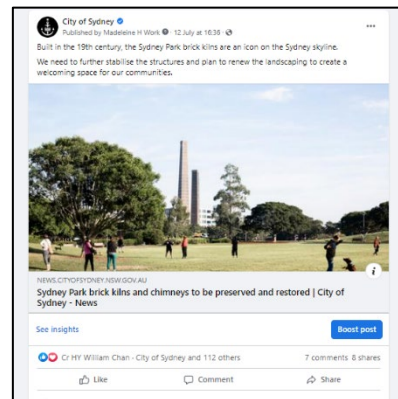 City of Sydney
Published by Madeleine H Work · 12 July at 16:36 ·
Built in the 19th century, the Sydney Park brick kilns are an icon on the Sydney skyline.
We need to further stabilise the structures and plan to renew the landscaping to create a
welcoming space for our communities.
NEWS.CITYOFSYDNEY.NSW.GOV.AU
Sydney Park brick kilns and chimneys to be preserved and restored | City of
Sydney - News
See insights
Boost post
Cr HY William Chan - City of Sydney and 112 others
7 comments 8 shares
Like
Comment
Share